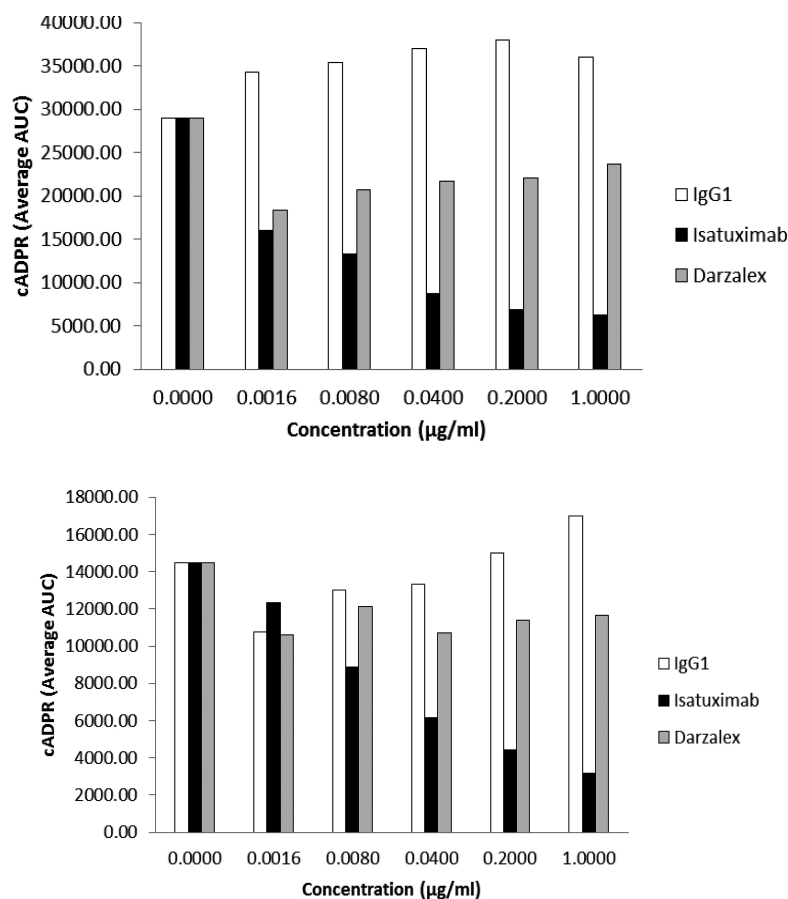 40000.00
35000.00
30000.00
25000.00
20000.00
15000.00
10000.00
5000.00
0.00
cADPR (Average AUC)
0.0000 0.0016 0.0080 0.0400 0.2000 1.0000
Concentration (µg/ml)
IgG1
Isatuximab
Darzalex
18000.00
16000.00
14000.00
12000.00
10000.00
8000.00
6000.00
4000.00
2000.00
0.00
cADPR (Average AUC)
0.0000 0.0016 0.0080 0.0400 0.2000 1.0000
Concentration (µg/ml)
IgG1
Isatuximab
Darzalex